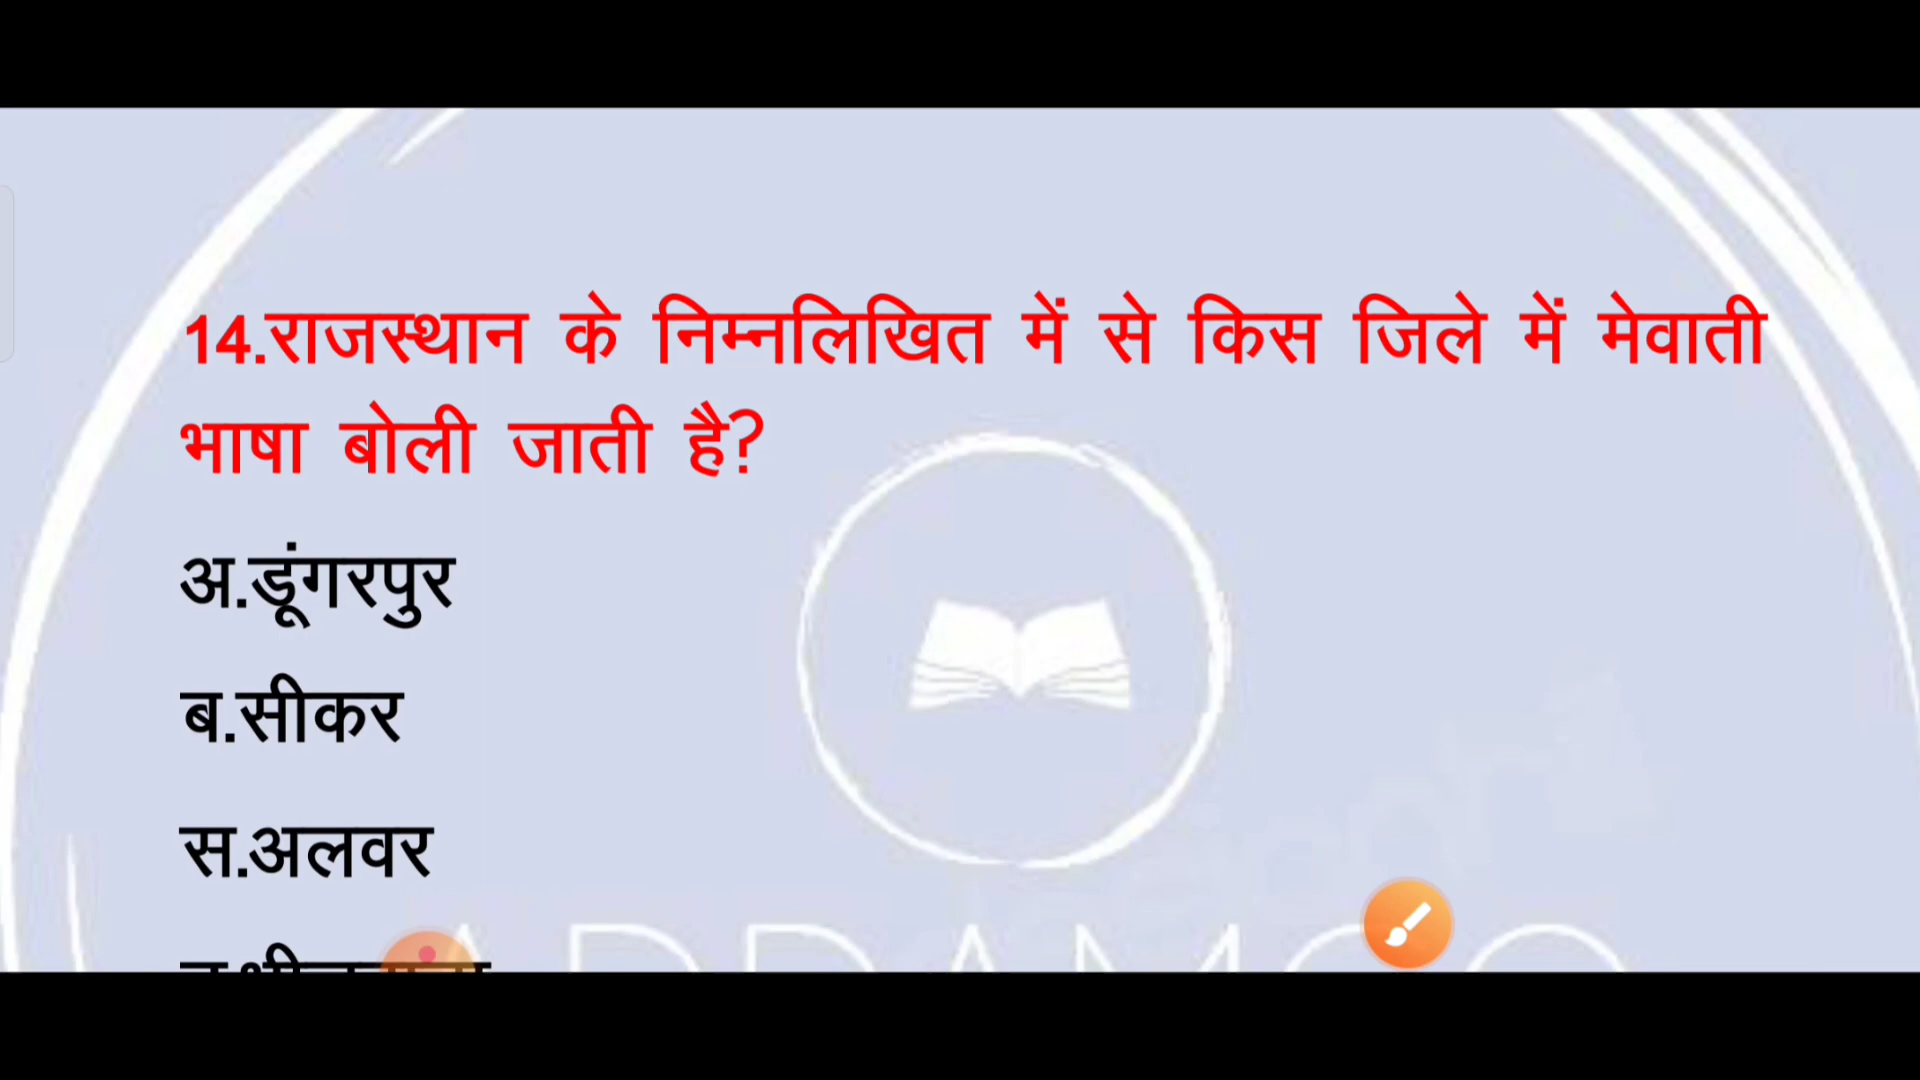 14.राजस्थान के निम्नलिखित में से किस जिले में मेवाती
भाषा बोली जाती है?
अ.डूंगरपुर
ब.सीकर
स.अलवर